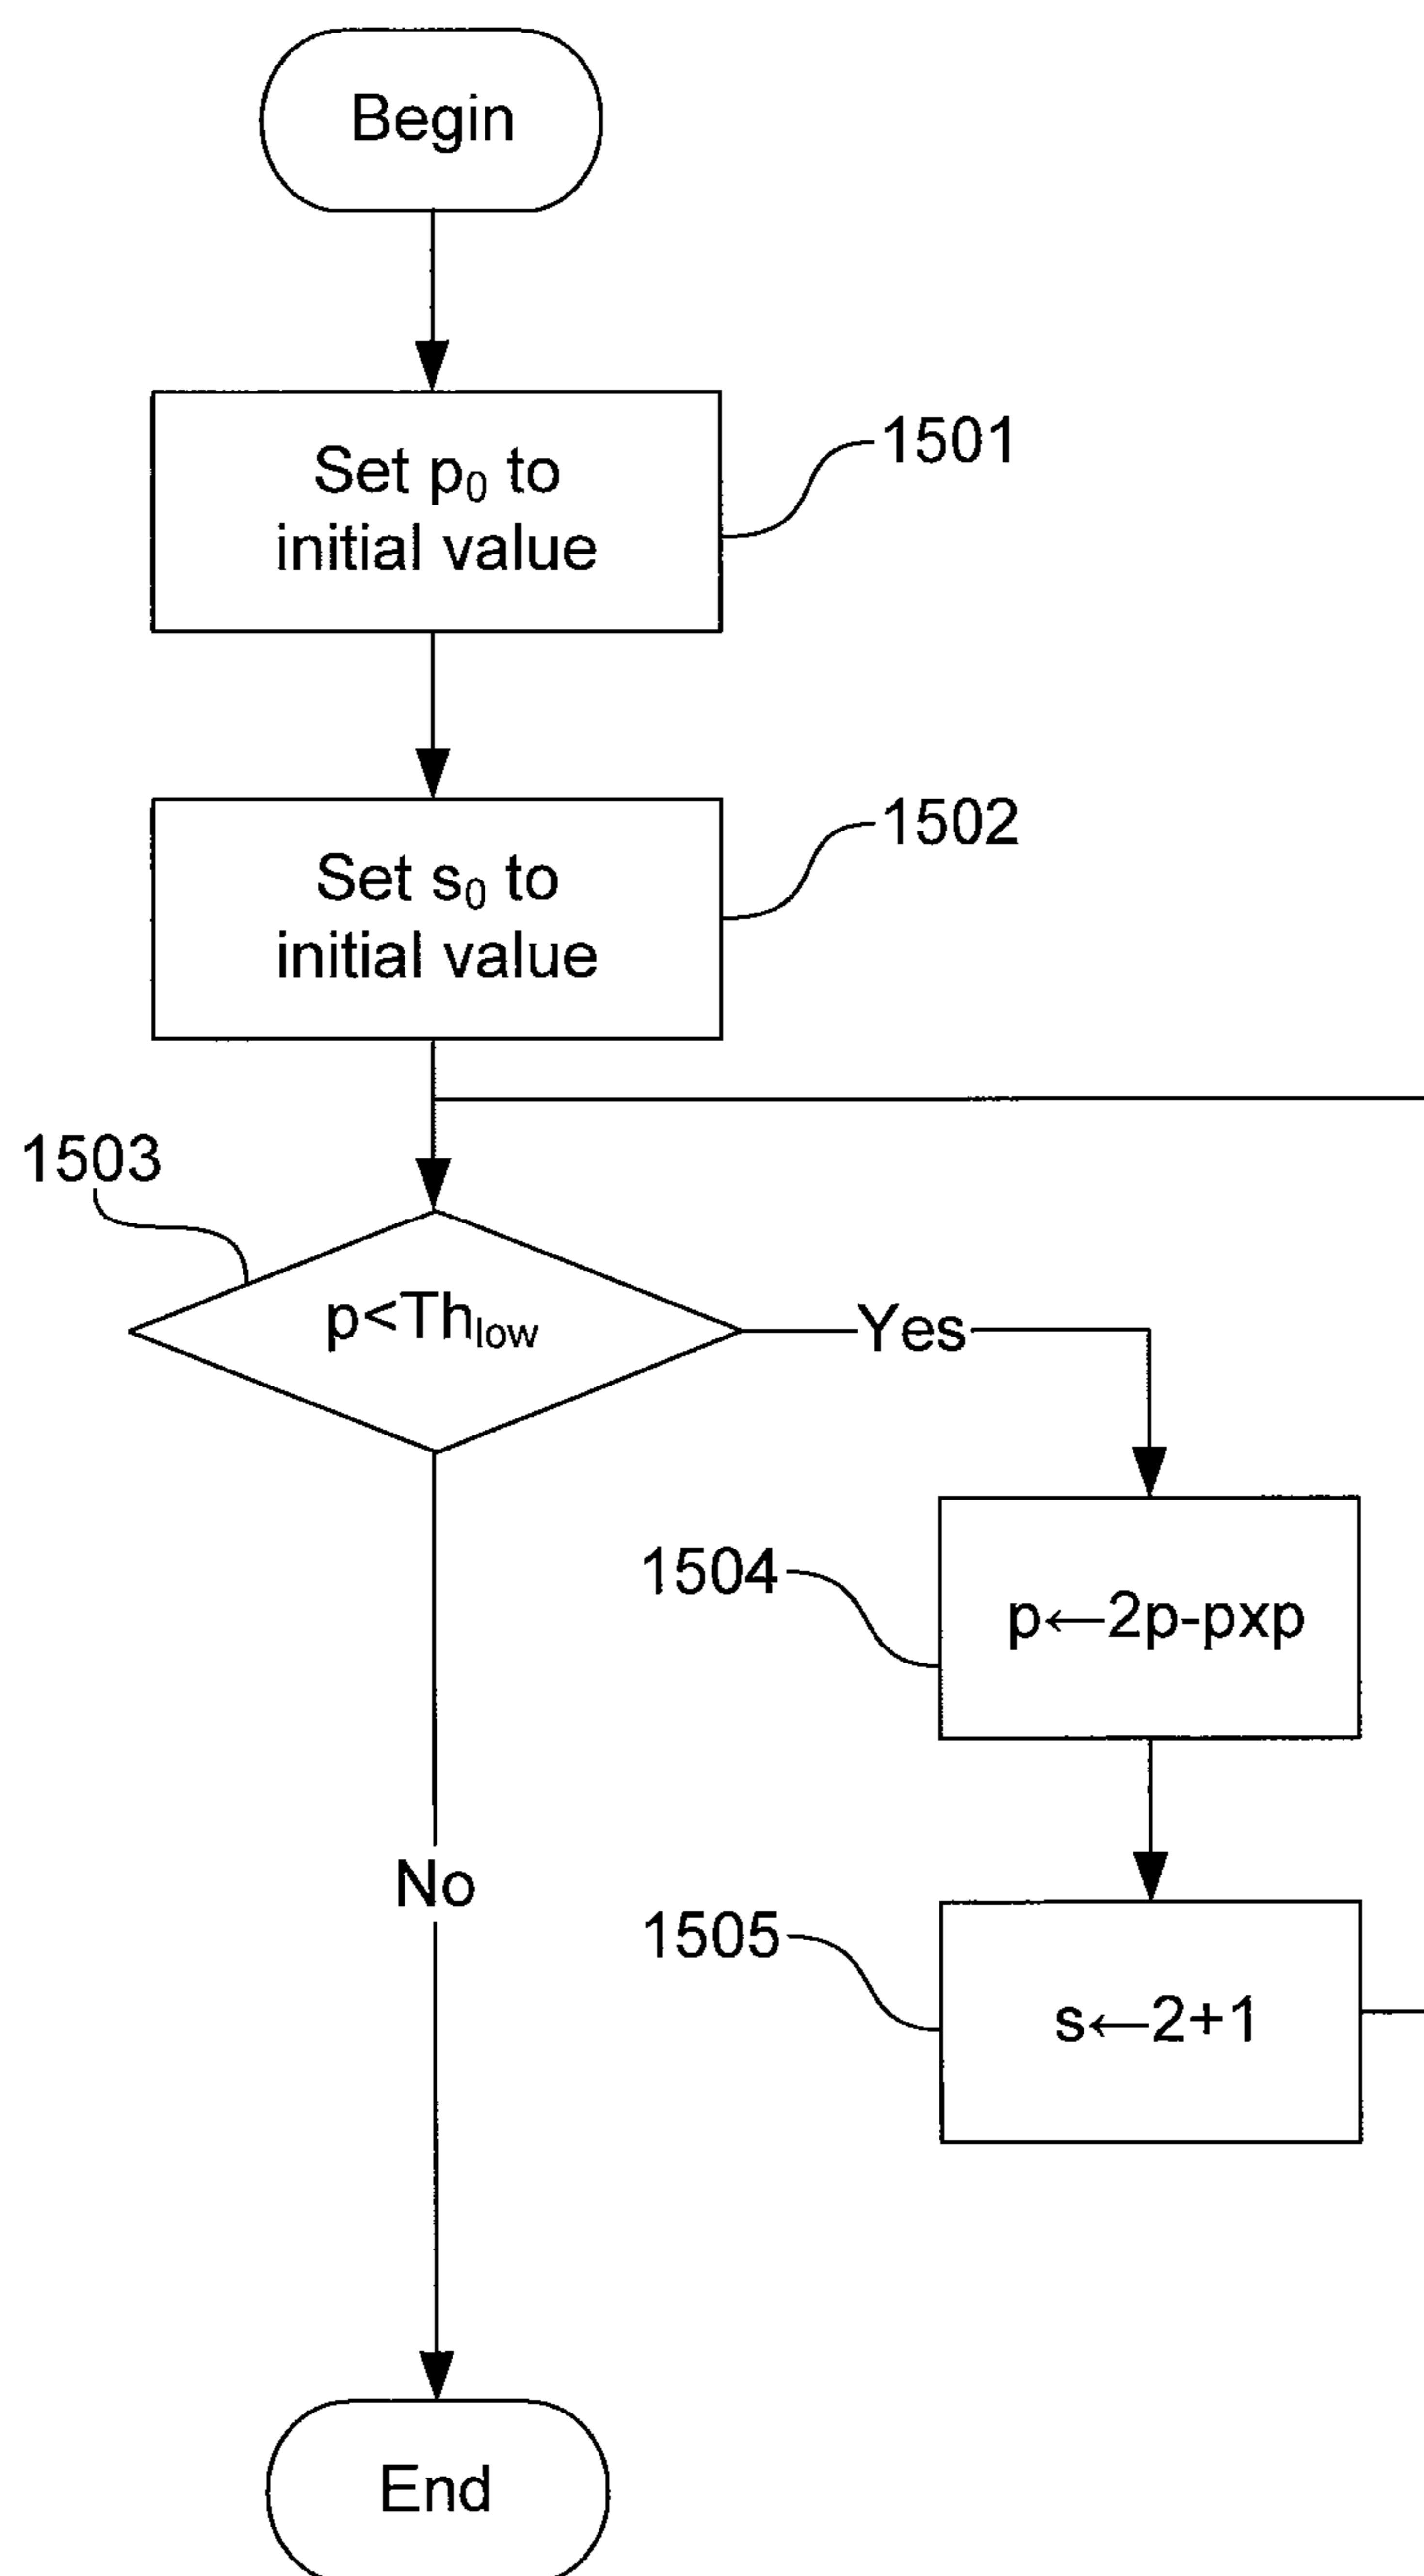 Begin
Set p₀ to
initial value
1501
Set s₀ to
initial value
1502
1503
p<Thlow
Yes
1504
p←2p-pxp
No
1505
s←2+1
End